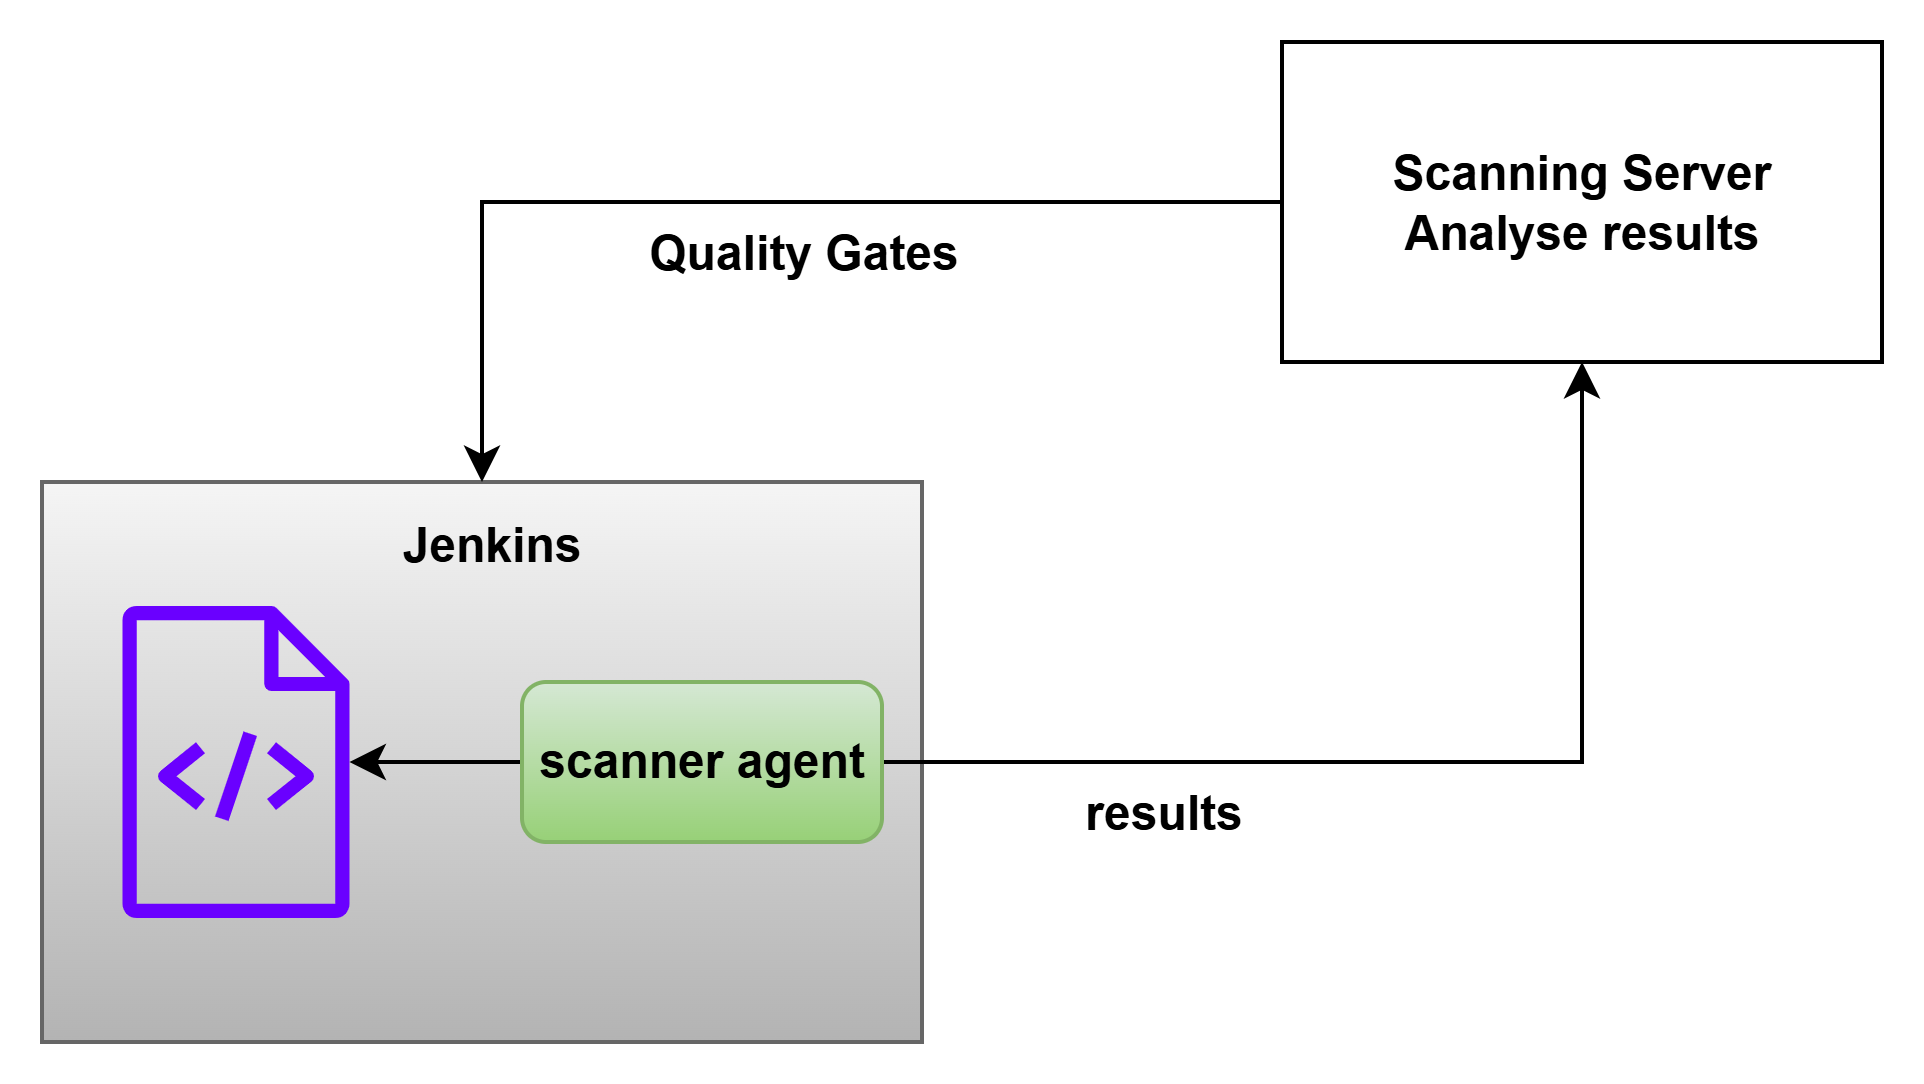 Scanning Server
Analyse results
Quality Gates
Jenkins
</>
scanner agent
results